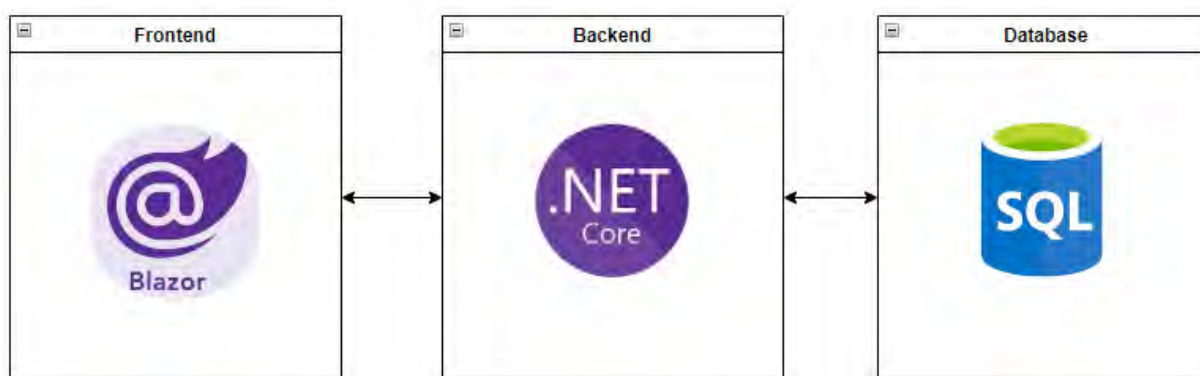 Frontend
Backend
Database
@
Blazor
.NET
Core
SQL